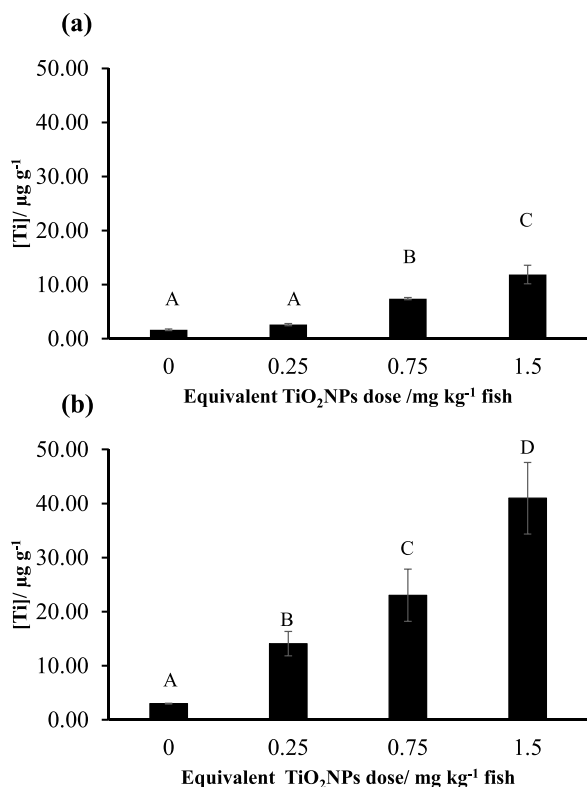 (a)
50.00
40.00
30.00
20.00
10.00
0.00
[Ti]/ µg g⁻¹
A
A
B
C
0
0.25
0.75
1.5
Equivalent TiO₂NPs dose /mg kg⁻¹ fish
(b)
50.00
40.00
30.00
20.00
10.00
0.00
[Ti]/ µg g⁻¹
A
B
C
D
0
0.25
0.75
1.5
Equivalent TiO₂NPs dose/ mg kg⁻¹ fish